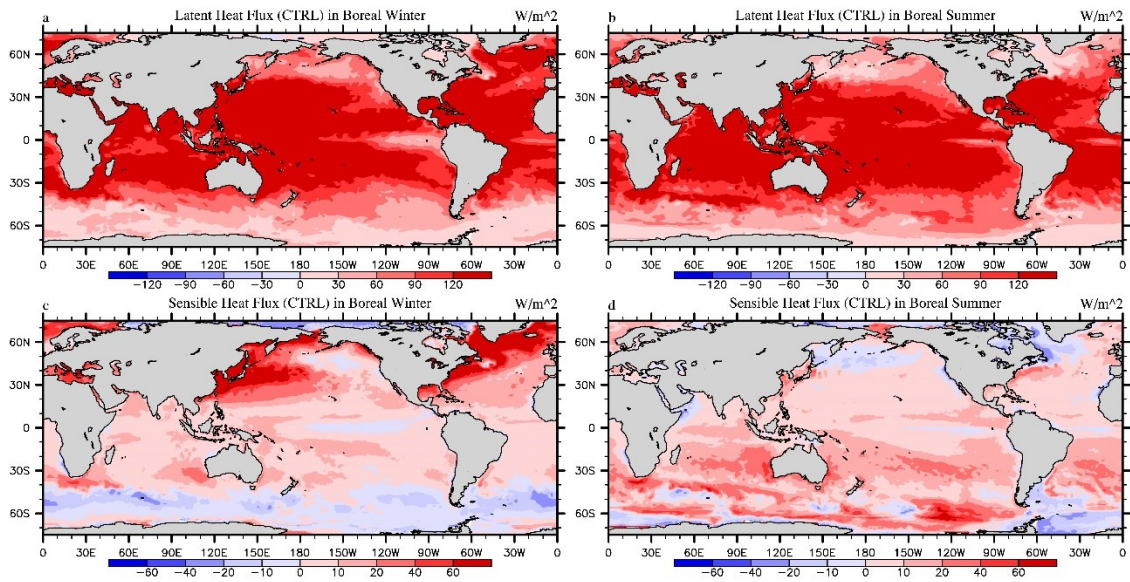 a Latent Heat Flux (CTRL) in Boreal Winter W/m^2
60N
30N
0
30S
60S
0 30E 60E 90E 120E 150E 180 150W 120W 90W 60W 30W 0
−120 −90 −60 −30 0 30 60 90 120
b Latent Heat Flux (CTRL) in Boreal Summer W/m^2
60N
30N
0
30S
60S
0 30E 60E 90E 120E 150E 180 150W 120W 90W 60W 30W 0
−120 −90 −60 −30 0 30 60 90 120
c Sensible Heat Flux (CTRL) in Boreal Winter W/m^2
60N
30N
0
30S
60S
0 30E 60E 90E 120E 150E 180 150W 120W 90W 60W 30W 0
−60 −40 −20 −10 0 10 20 40 60
d Sensible Heat Flux (CTRL) in Boreal Summer W/m^2
60N
30N
0
30S
60S
0 30E 60E 90E 120E 150E 180 150W 120W 90W 60W 30W 0
−60 −40 −20 −10 0 10 20 40 60